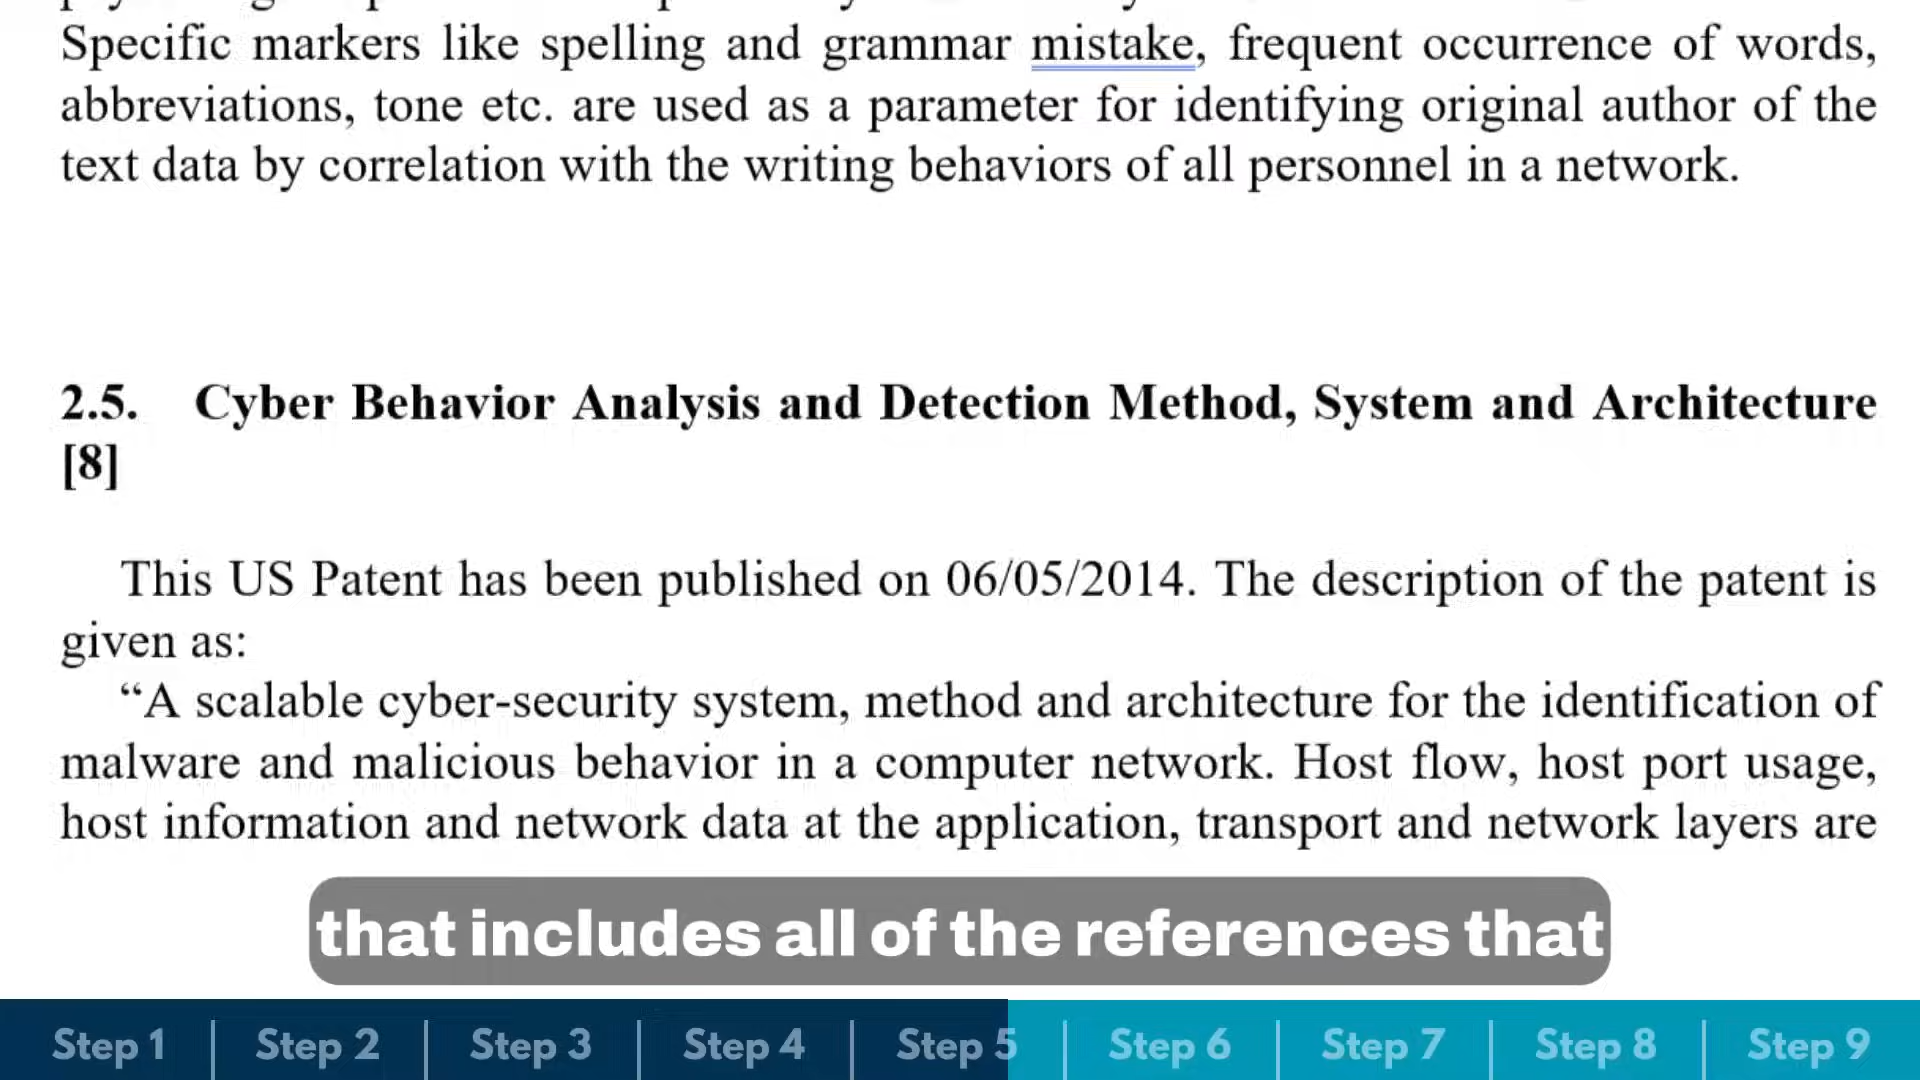 Specific markers like spelling and grammar mistake, frequent occurrence of words,
abbreviations, tone etc. are used as a parameter for identifying original author of the
text data by correlation with the writing behaviors of all personnel in a network.
2.5. Cyber Behavior Analysis and Detection Method, System and Architecture
[8]
This US Patent has been published on 06/05/2014. The description of the patent is
given as:
“A scalable cyber-security system, method and architecture for the identification of
malware and malicious behavior in a computer network. Host flow, host port usage,
host information and network data at the application, transport and network layers are
that includes all of the references that
Step 1 Step 2 Step 3 Step 4 Step 5 Step 6 Step 7 Step 8 Step 9